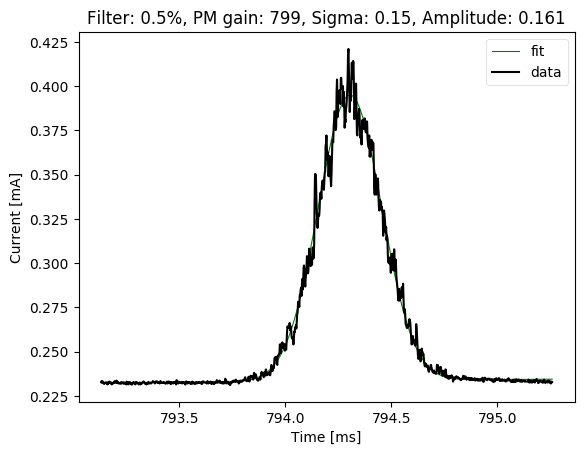 Filter: 0.5%, PM gain: 799, Sigma: 0.15, Amplitude: 0.161
fit
data
Current [mA]
0.425
0.400
0.375
0.350
0.325
0.300
0.275
0.250
0.225
793.5 794.0 794.5 795.0
Time [ms]